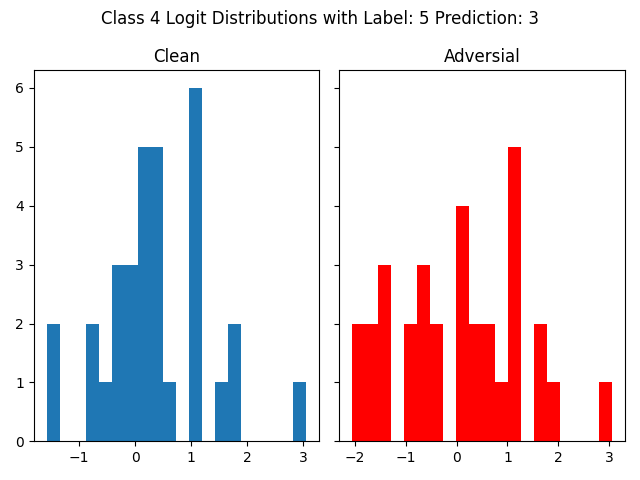 Class 4 Logit Distributions with Label: 5 Prediction: 3
Clean
Adversial
6
5
4
3
2
1
0
−1 0 1 2 3
−2 −1 0 1 2 3